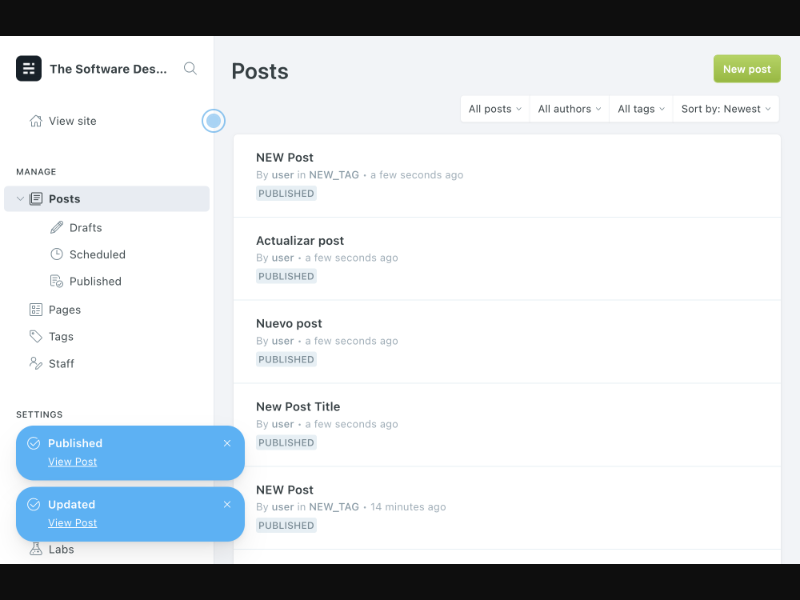 The Software Des...
View site
MANAGE
Posts
Drafts
Scheduled
Published
Pages
Tags
Staff
SETTINGS
Published
View Post
Updated
View Post
Labs
Posts
New post
All posts
All authors
All tags
Sort by: Newest
NEW Post
By user in NEW_TAG • a few seconds ago
PUBLISHED
Actualizar post
By user • a few seconds ago
PUBLISHED
Nuevo post
By user • a few seconds ago
PUBLISHED
New Post Title
By user • a few seconds ago
PUBLISHED
NEW Post
By user in NEW_TAG • 14 minutes ago
PUBLISHED